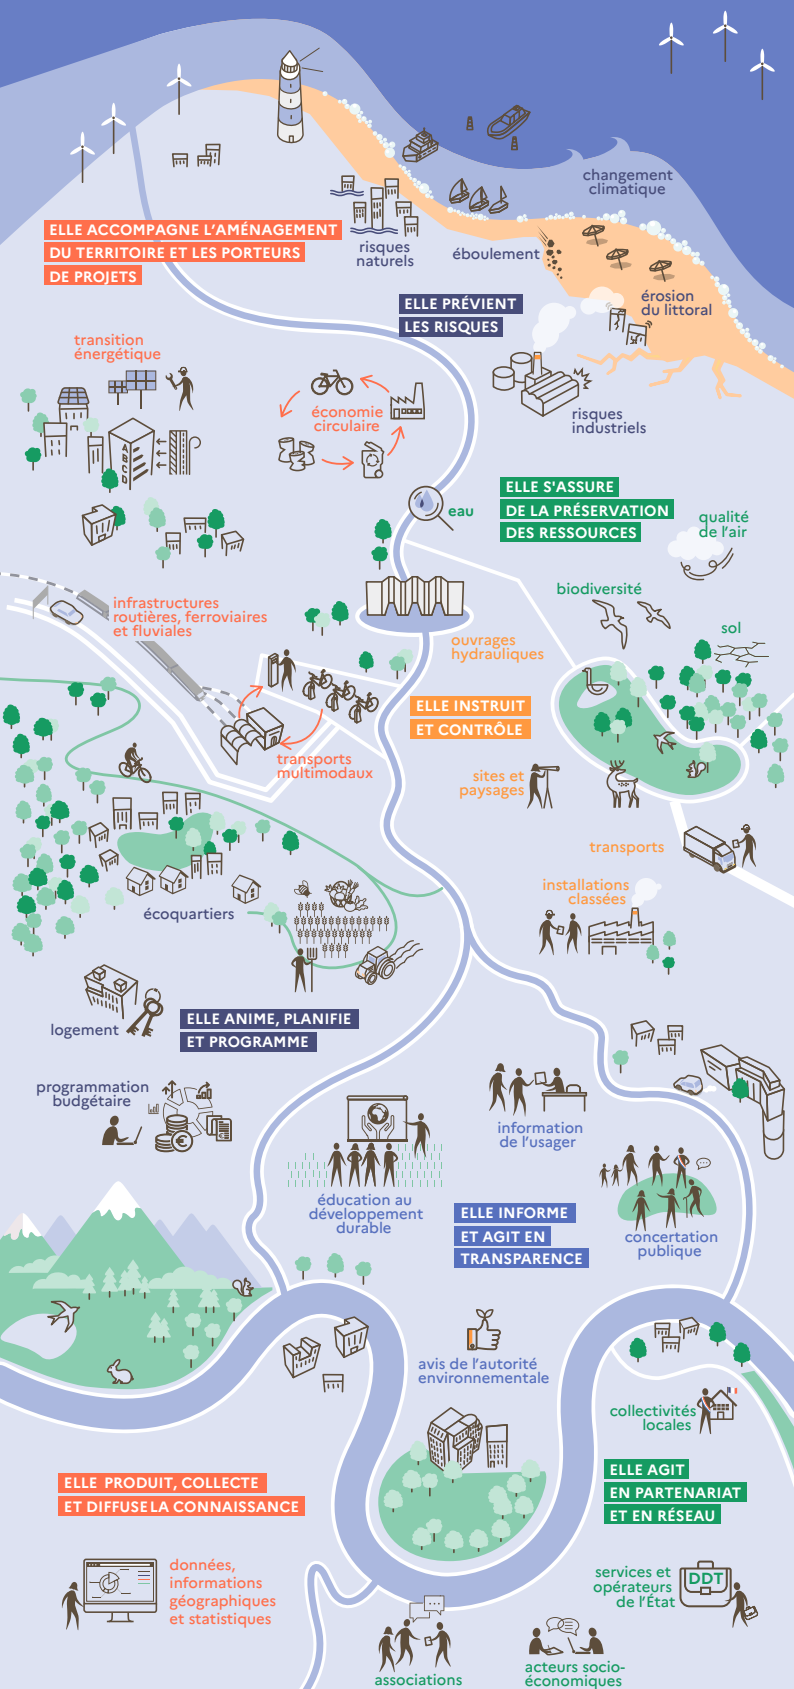 changement
climatique
ELLE ACCOMPAGNE L'AMÉNAGEMENT
DU TERRITOIRE ET LES PORTEURS
DE PROJETS
risques
naturels
éboulement
ELLE PRÉVIENT
LES RISQUES
érosion
du littoral
transition
énergétique
économie
circulaire
risques
industriels
A
B
C
D
eau
ELLE S'ASSURE
DE LA PRÉSERVATION
DES RESSOURCES
qualité
de l'air
biodiversité
infrastructures
routières, ferroviaires
et fluviales
ouvrages
hydrauliques
sol
ELLE INSTRUIT
ET CONTRÔLE
transports
multimodaux
sites et
paysages
transports
installations
classées
écoquartiers
logement
ELLE ANIME, PLANIFIE
ET PROGRAMME
programmation
budgétaire
€
information
de l'usager
éducation au
développement
durable
ELLE INFORME
ET AGIT EN
TRANSPARENCE
concertation
publique
avis de l'autorité
environnementale
collectivités
locales
ELLE PRODUIT, COLLECTE
ET DIFFUSE LA CONNAISSANCE
ELLE AGIT
EN PARTENARIAT
ET EN RÉSEAU
données,
informations
géographiques
et statistiques
services et
opérateurs
de l'État
DDT
associations
acteurs socio-
économiques